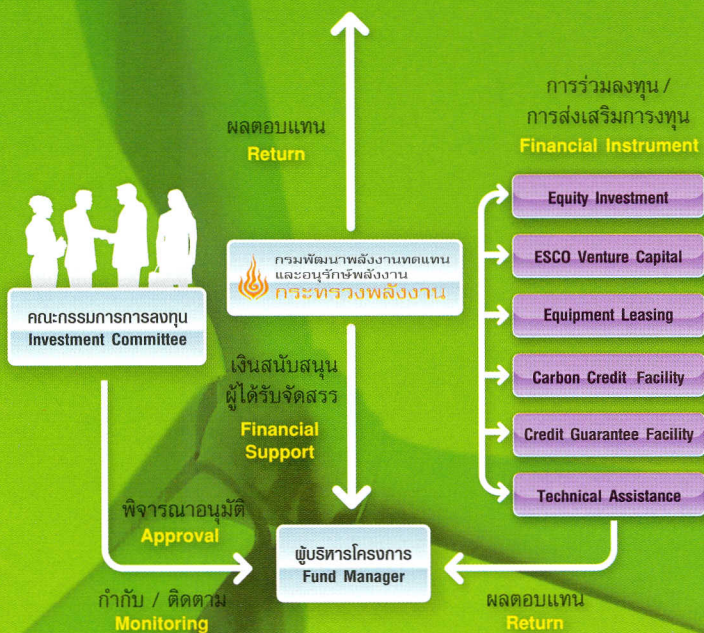 ผลตอบแทน
Return
การร่วมลงทุน /
การส่งเสริมการงทุน
Financial Instrument
Equity Investment
ESCO Venture Capital
Equipment Leasing
Carbon Credit Facility
Credit Guarantee Facility
Technical Assistance
กรมพัฒนาพลังงานทดแทน
และอนุรักษ์พลังงาน
กระทรวงพลังงาน
คณะกรรมการการลงทุน
Investment Committee
เงินสนับสนุน
ผู้ได้รับจัดสรร
Financial
Support
พิจารณาอนุมัติ
Approval
กำกับ / ติดตาม
Monitoring
ผู้บริหารโครงการ
Fund Manager
ผลตอบแทน
Return